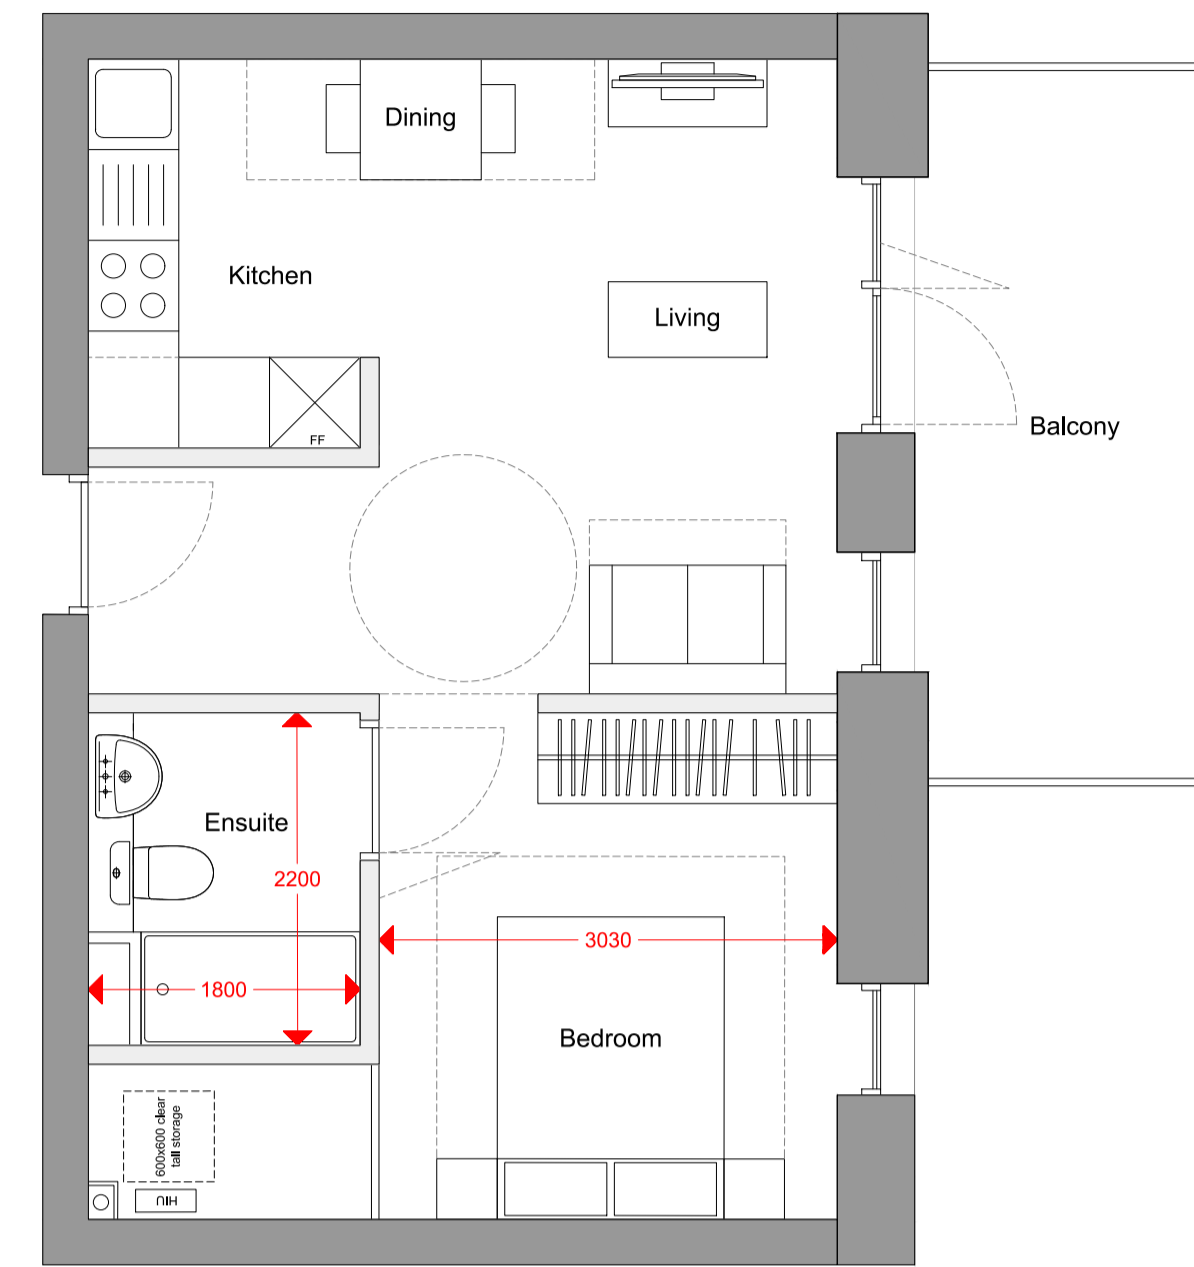 Dining
Kitchen
Living
FF
Balcony
Ensuite
2200
3030
1800
Bedroom
600x600 clear
tall storage
HIU